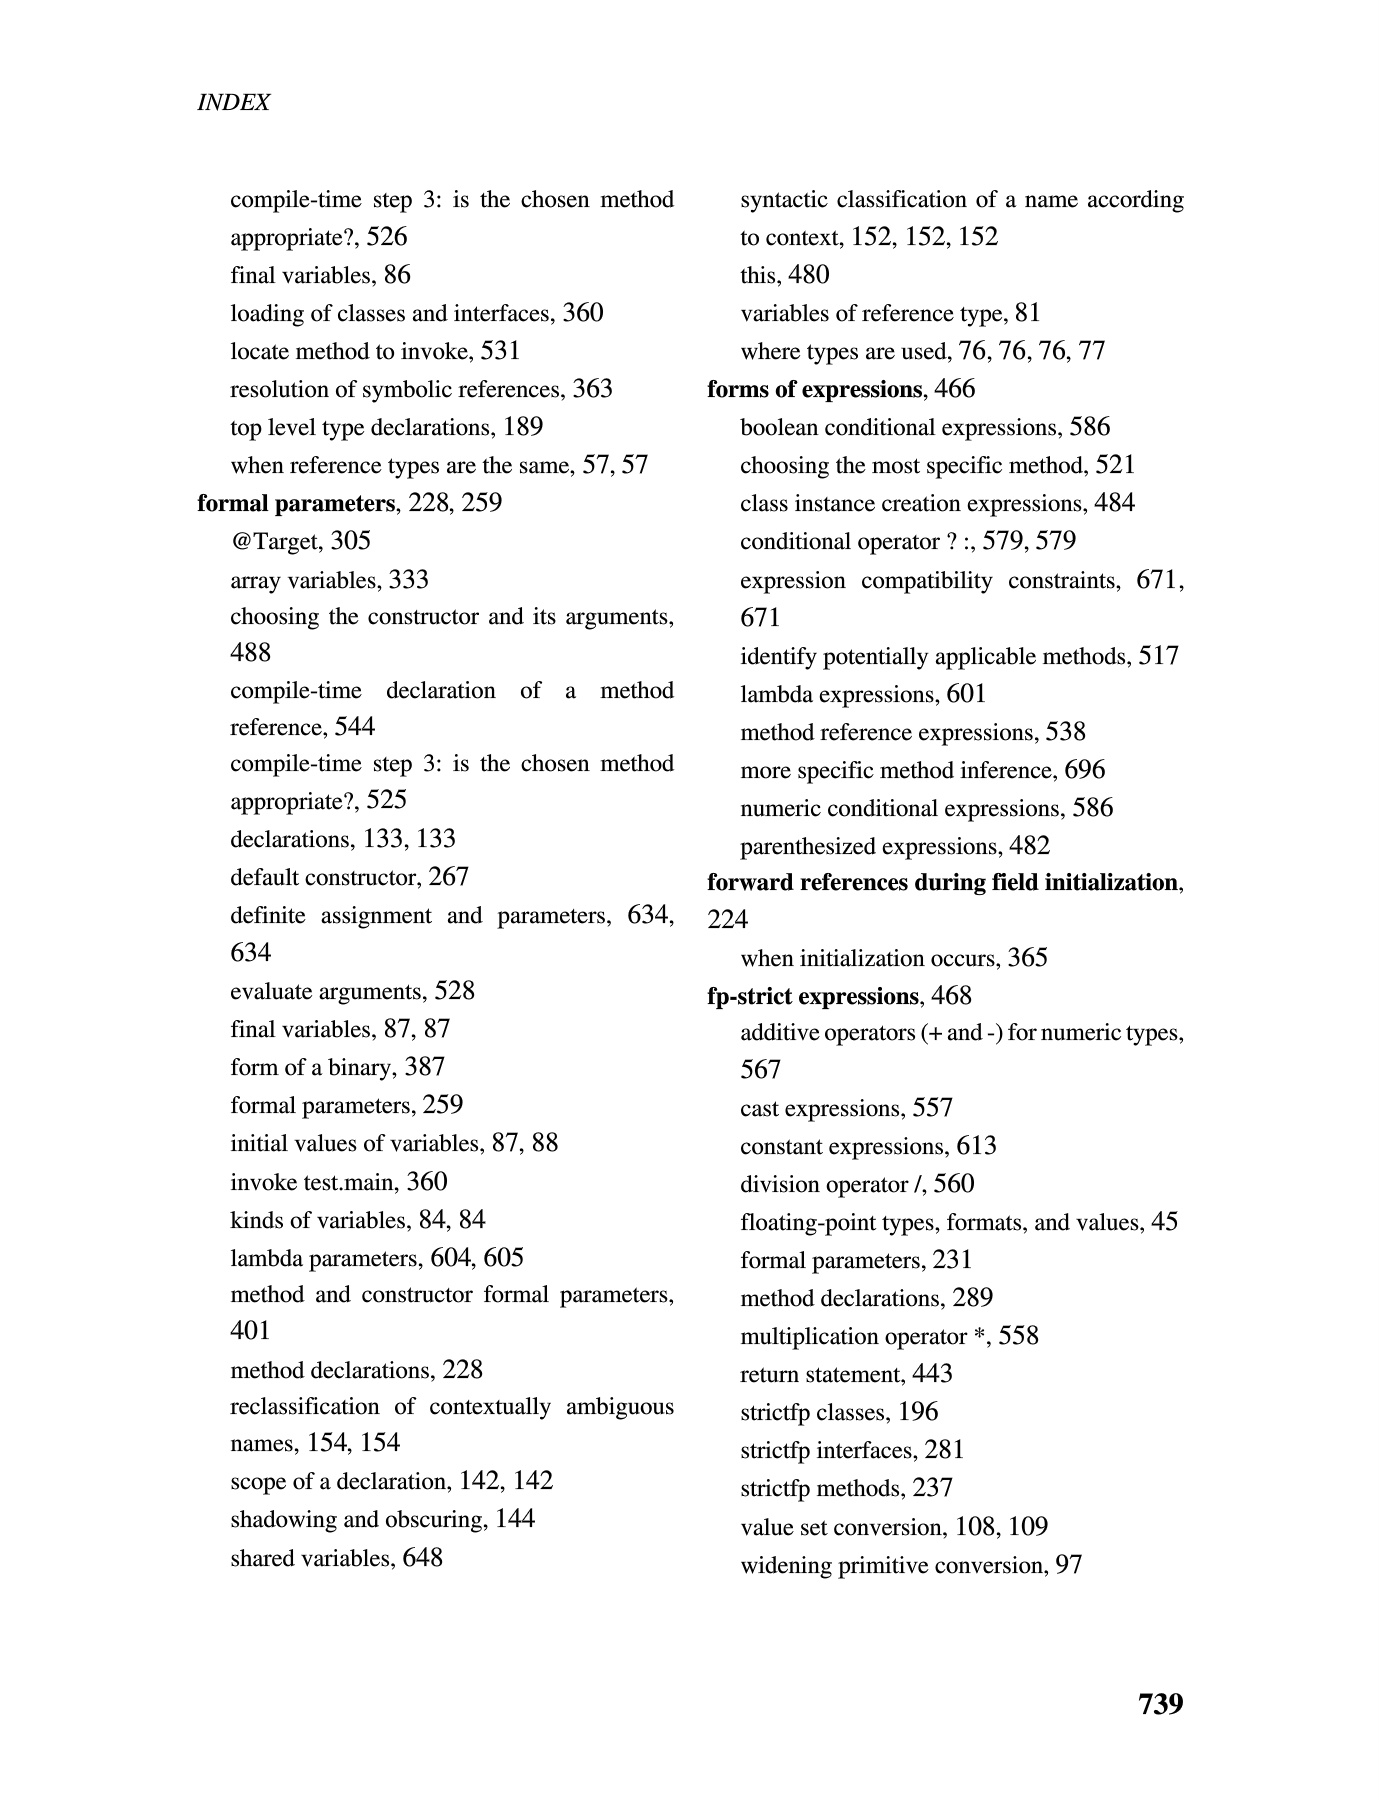 INDEX
compile-time step 3: is the chosen method
appropriate?, 526
final variables, 86
loading of classes and interfaces, 360
locate method to invoke, 531
resolution of symbolic references, 363
top level type declarations, 189
when reference types are the same, 57, 57
formal parameters, 228, 259
@Target, 305
array variables, 333
choosing the constructor and its arguments,
488
compile-time declaration of a method
reference, 544
compile-time step 3: is the chosen method
appropriate?, 525
declarations, 133, 133
default constructor, 267
definite assignment and parameters, 634,
634
evaluate arguments, 528
final variables, 87, 87
form of a binary, 387
formal parameters, 259
initial values of variables, 87, 88
invoke test.main, 360
kinds of variables, 84, 84
lambda parameters, 604, 605
method and constructor formal parameters,
401
method declarations, 228
reclassification of contextually ambiguous
names, 154, 154
scope of a declaration, 142, 142
shadowing and obscuring, 144
shared variables, 648
syntactic classification of a name according
to context, 152, 152, 152
this, 480
variables of reference type, 81
where types are used, 76, 76, 76, 77
forms of expressions, 466
boolean conditional expressions, 586
choosing the most specific method, 521
class instance creation expressions, 484
conditional operator ? :, 579, 579
expression compatibility constraints, 671,
671
identify potentially applicable methods, 517
lambda expressions, 601
method reference expressions, 538
more specific method inference, 696
numeric conditional expressions, 586
parenthesized expressions, 482
forward references during field initialization,
224
when initialization occurs, 365
fp-strict expressions, 468
additive operators (+ and -) for numeric types,
567
cast expressions, 557
constant expressions, 613
division operator /, 560
floating-point types, formats, and values, 45
formal parameters, 231
method declarations, 289
multiplication operator *, 558
return statement, 443
strictfp classes, 196
strictfp interfaces, 281
strictfp methods, 237
value set conversion, 108, 109
widening primitive conversion, 97
739